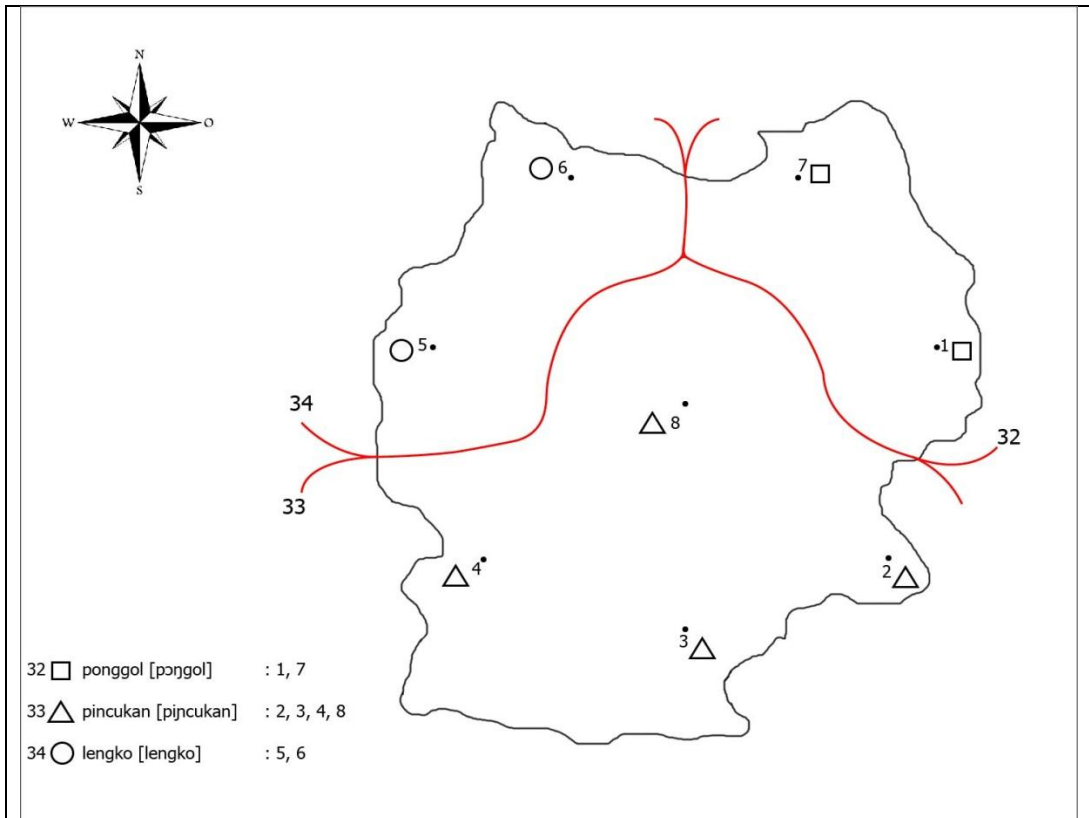 N
W O
S
6
7
5
1
34
8
32
33
4
2
3
32 ponggol [pɔŋgol] : 1, 7
33 pincukan [piɲcukan] : 2, 3, 4, 8
34 lengko [lengko] : 5, 6